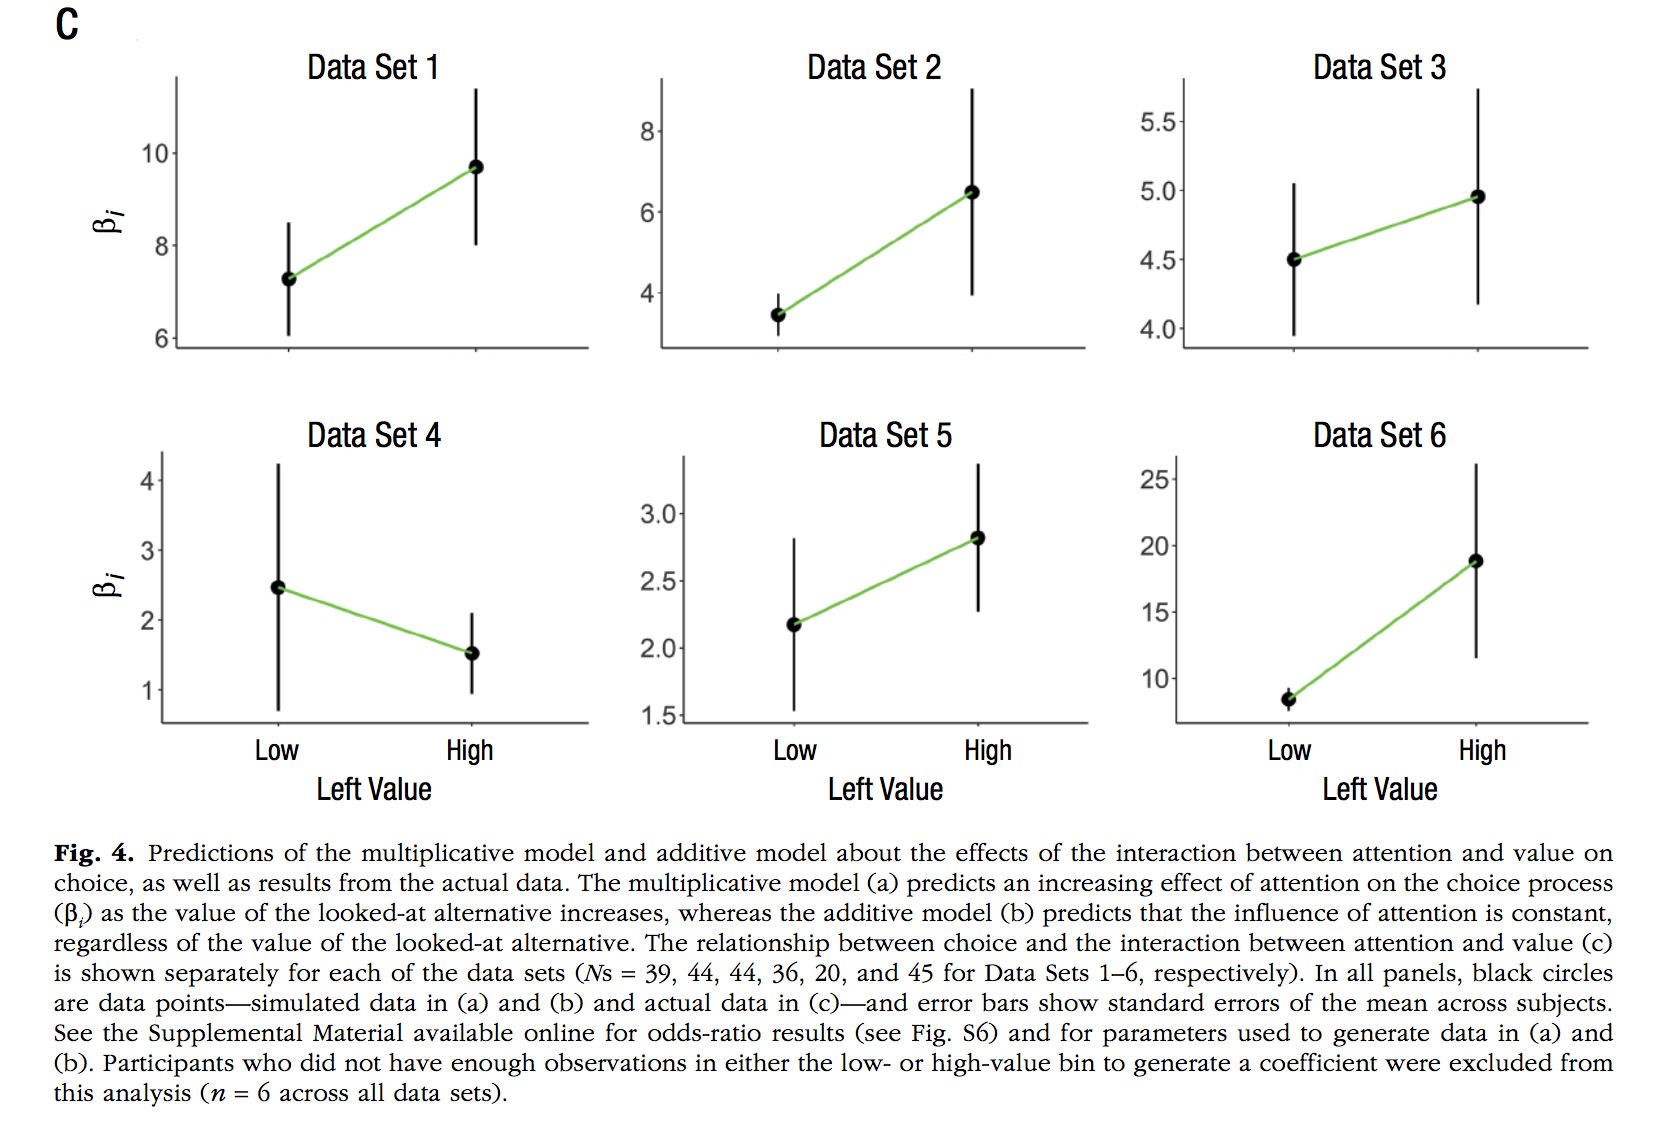 C
Data Set 1
Data Set 2
Data Set 3
10
8
6
βi
8
6
4
5.5
5.0
4.5
4.0
Data Set 4
Data Set 5
Data Set 6
4
3
2
1
βi
3.0
2.5
2.0
1.5
25
20
15
10
Low High
Low High
Low High
Left Value
Left Value
Left Value
Fig. 4. Predictions of the multiplicative model and additive model about the effects of the interaction between attention and value on
choice, as well as results from the actual data. The multiplicative model (a) predicts an increasing effect of attention on the choice process
(βi) as the value of the looked-at alternative increases, whereas the additive model (b) predicts that the influence of attention is constant,
regardless of the value of the looked-at alternative. The relationship between choice and the interaction between attention and value (c)
is shown separately for each of the data sets (Ns = 39, 44, 44, 36, 20, and 45 for Data Sets 1–6, respectively). In all panels, black circles
are data points—simulated data in (a) and (b) and actual data in (c)—and error bars show standard errors of the mean across subjects.
See the Supplemental Material available online for odds-ratio results (see Fig. S6) and for parameters used to generate data in (a) and
(b). Participants who did not have enough observations in either the low- or high-value bin to generate a coefficient were excluded from
this analysis (n = 6 across all data sets).